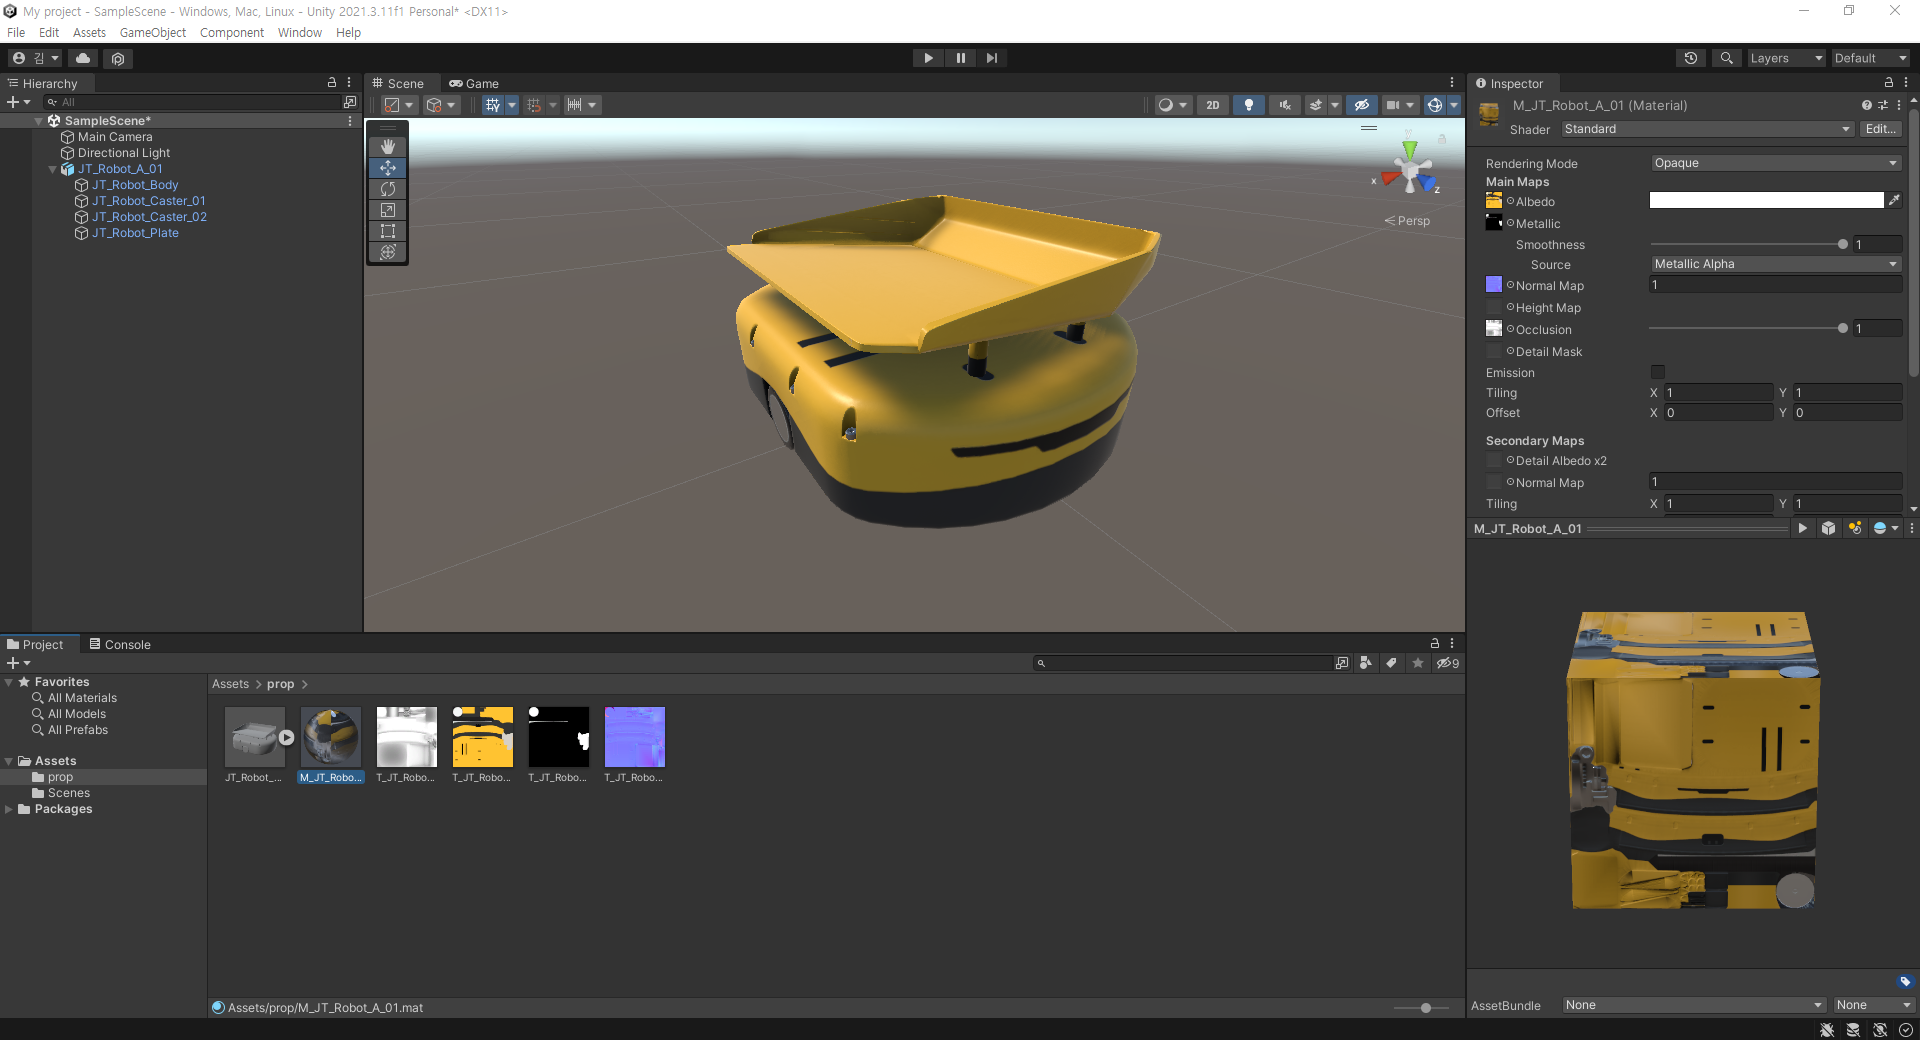 My project - SampleScene - Windows, Mac, Linux - Unity 2021.3.11f1 Personal* <DX11>
File Edit Assets GameObject Component Window Help
김
Layers
Default
Hierarchy
All
SampleScene*
Main Camera
Directional Light
JT_Robot_A_01
JT_Robot_Body
JT_Robot_Caster_01
JT_Robot_Caster_02
JT_Robot_Plate
Scene
Game
2D
y
x
z
Persp
Inspector
M_JT_Robot_A_01 (Material)
Shader Standard Edit...
Rendering Mode Opaque
Main Maps
Albedo
Metallic
Smoothness 1
Source Metallic Alpha
Normal Map 1
Height Map
Occlusion 1
Detail Mask
Emission
Tiling X 1 Y 1
Offset X 0 Y 0
Secondary Maps
Detail Albedo x2
Normal Map 1
Tiling X 1 Y 1
M_JT_Robot_A_01
AssetBundle None None
Project
Console
9
Favorites
All Materials
All Models
All Prefabs
Assets
prop
Scenes
Packages
Assets > prop >
JT_Robot_...
M_JT_Robo...
T_JT_Robo...
T_JT_Robo...
T_JT_Robo...
T_JT_Robo...
Assets/prop/M_JT_Robot_A_01.mat